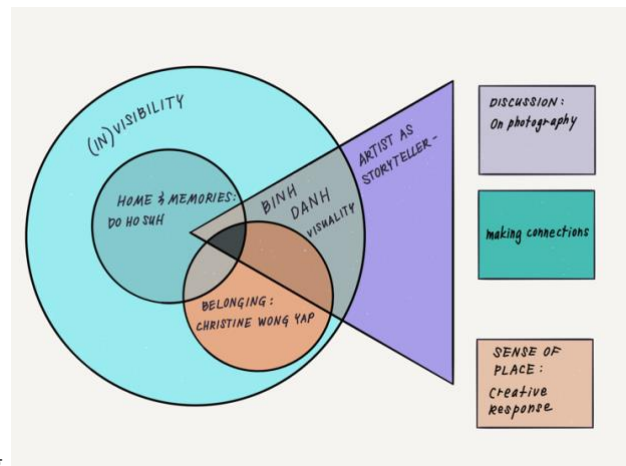 (IN)VISIBILITY
HOME & MEMORIES:
DO HO SUH
BINH
DANH
VISUALITY
ARTIST AS
STORYTELLER -
BELONGING:
CHRISTINE WONG YAP
DISCUSSION:
On photography
making connections
SENSE OF
PLACE:
Creative
Response